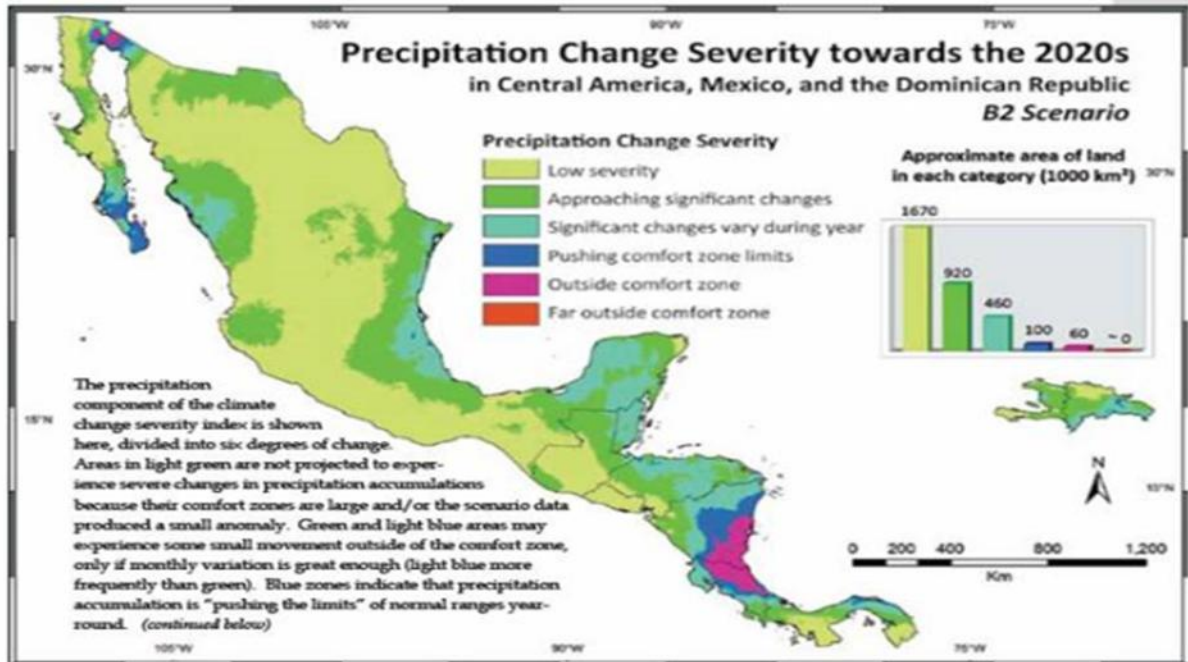 105°W
90°W
75°W
30°N
Precipitation Change Severity towards the 2020s
in Central America, Mexico, and the Dominican Republic
B2 Scenario
Precipitation Change Severity
Low severity
Approaching significant changes
Significant changes vary during year
Pushing comfort zone limits
Outside comfort zone
Far outside comfort zone
Approximate area of land
in each category (1000 km²)
30°N
1670
920
460
100
60
~ 0
The precipitation
component of the climate
change severity index is shown
here, divided into six degrees of change.
Areas in light green are not projected to exper-
ience severe changes in precipitation accumulations
because their comfort zones are large and/or the scenario data
produced a small anomaly. Green and light blue areas may
experience some small movement outside of the comfort zone,
only if monthly variation is great enough (light blue more
frequently than green). Blue zones indicate that precipitation
accumulation is "pushing the limits" of normal ranges year-
round. (continued below)
15°N
N
15°N
0 200 400 800 1,200
Km
105°W
90°W
75°W